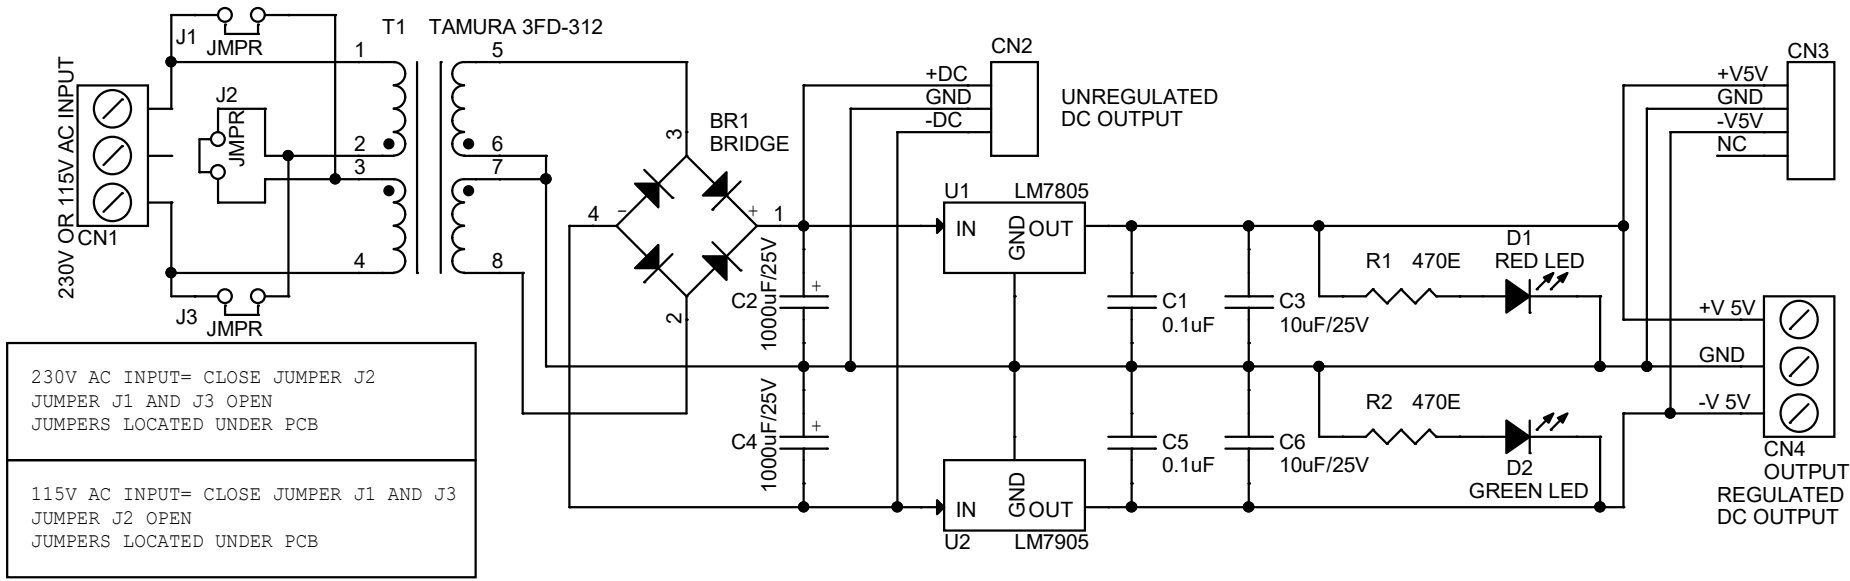 T1 TAMURA 3FD-312
J1
JMPR
1
5
230V OR 115V AC INPUT
CN1
J2
JMPR
2
3
6
7
4
8
J3
JMPR
3
BR1
BRIDGE
4
-
+
1
2
CN2
+DC
GND
-DC
UNREGULATED
DC OUTPUT
U1 LM7805
IN
GND
OUT
C2
1000uF/25V
+
C4
1000uF/25V
+
IN
GND
OUT
U2 LM7905
C1
0.1uF
C3
10uF/25V
C5
0.1uF
C6
10uF/25V
R1 470E
D1
RED LED
R2 470E
D2
GREEN LED
CN3
+V5V
GND
-V5V
NC
+V 5V
GND
-V 5V
CN4
OUTPUT
REGULATED
DC OUTPUT
230V AC INPUT= CLOSE JUMPER J2
JUMPER J1 AND J3 OPEN
JUMPERS LOCATED UNDER PCB
115V AC INPUT= CLOSE JUMPER J1 AND J3
JUMPER J2 OPEN
JUMPERS LOCATED UNDER PCB